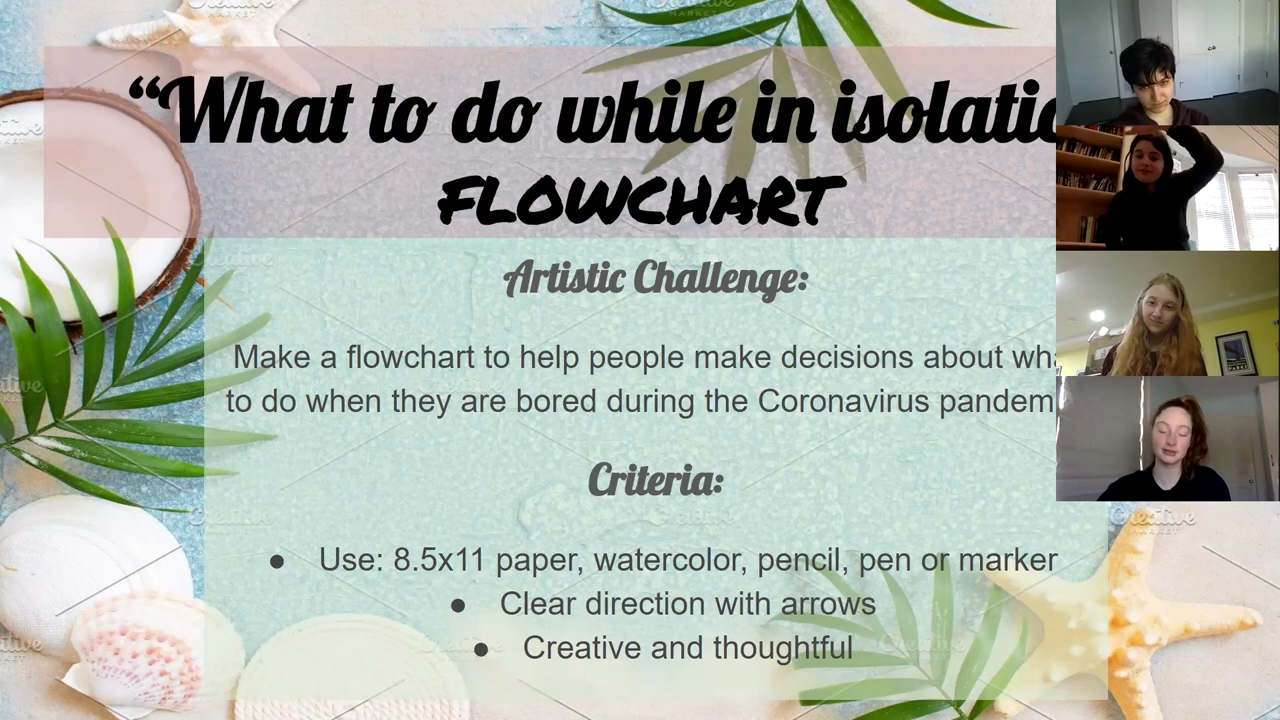 “What to do while in isolatio
FLOWCHART
Artistic Challenge:
Make a flowchart to help people make decisions about wha
to do when they are bored during the Coronavirus pandem
Criteria:
● Use: 8.5x11 paper, watercolor, pencil, pen or marker
● Clear direction with arrows
● Creative and thoughtful
Creative
MARKET